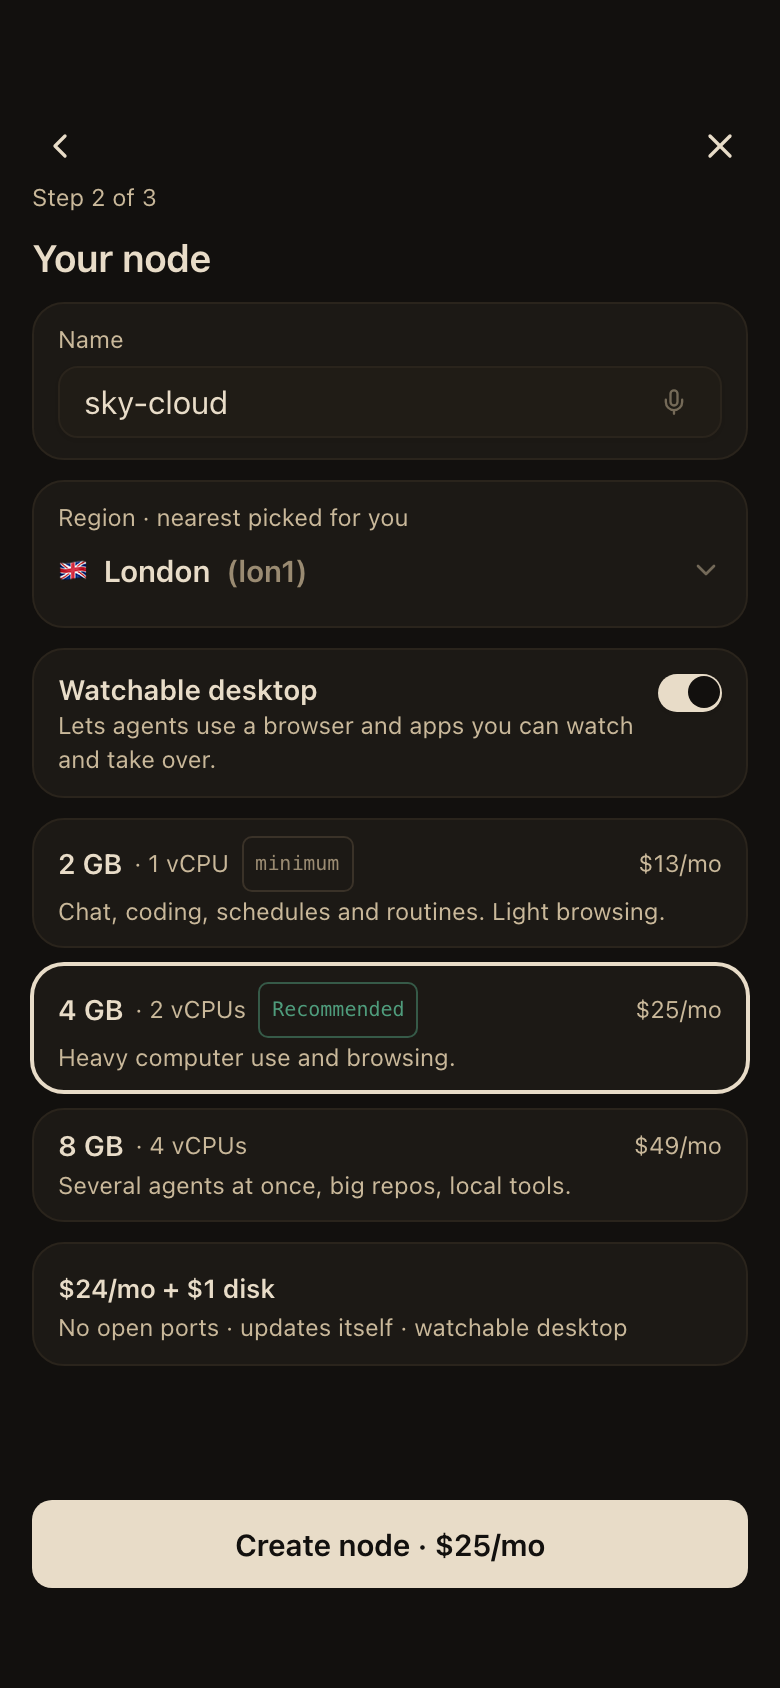 Step 2 of 3
Your node
Name
sky-cloud
Region · nearest picked for you
🇬🇧 London (lon1)
Watchable desktop
Lets agents use a browser and apps you can watch
and take over.
2 GB · 1 vCPU minimum $13/mo
Chat, coding, schedules and routines. Light browsing.
4 GB · 2 vCPUs Recommended $25/mo
Heavy computer use and browsing.
8 GB · 4 vCPUs $49/mo
Several agents at once, big repos, local tools.
$24/mo + $1 disk
No open ports · updates itself · watchable desktop
Create node · $25/mo